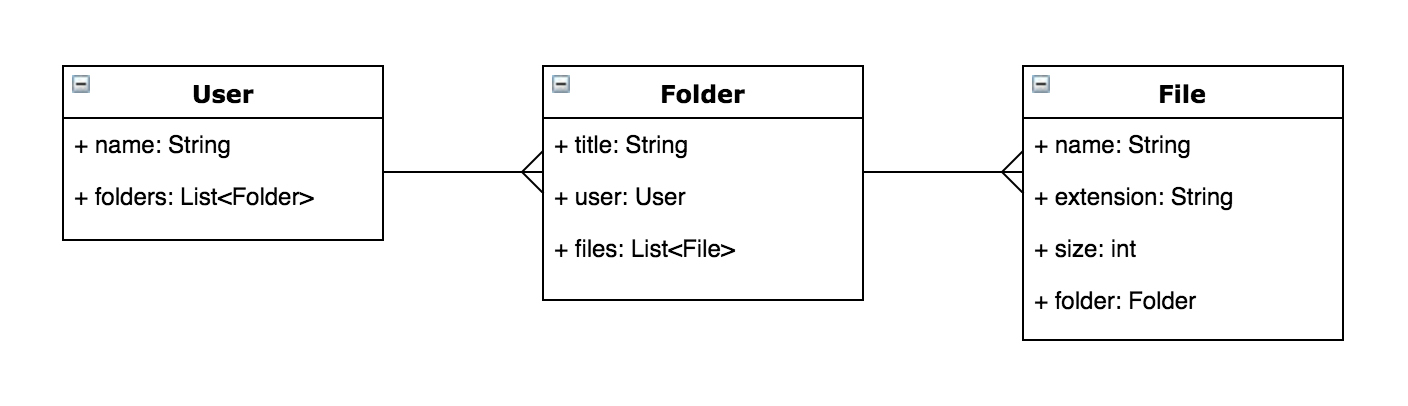 User
+ name: String
+ folders: List<Folder>
Folder
+ title: String
+ user: User
+ files: List<File>
File
+ name: String
+ extension: String
+ size: int
+ folder: Folder